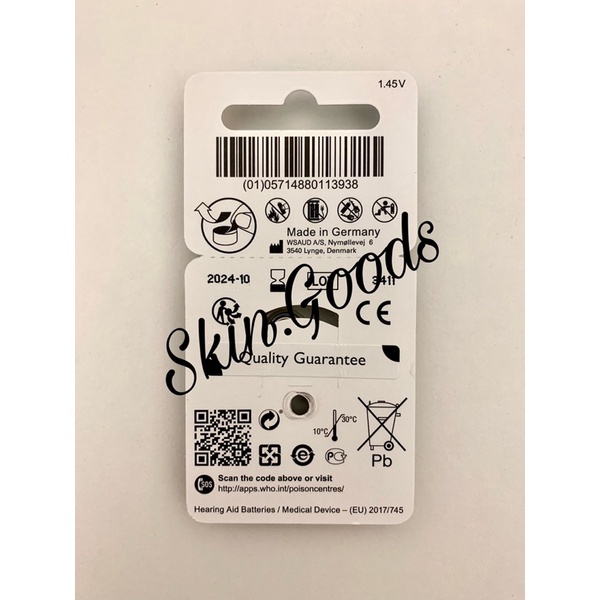 1.45V
(01)05714880113938
Made in Germany
WSAUD A/S, Nymøllevej 6
3540 Lynge, Denmark
2024-10
CE
Skin.Goods
Quality Guarantee
10°C
30°C
Pb
SOS
Scan the code above or visit
http://apps.who.int/poisoncentres/
Hearing Aid Batteries / Medical Device – (EU) 2017/745